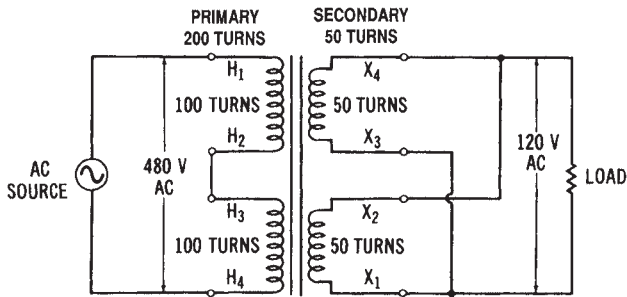 PRIMARY
200 TURNS
SECONDARY
50 TURNS
H1
X4
100 TURNS
50 TURNS
H2
X3
AC
SOURCE
480 V
AC
120 V
AC
LOAD
H3
X2
100 TURNS
50 TURNS
H4
X1